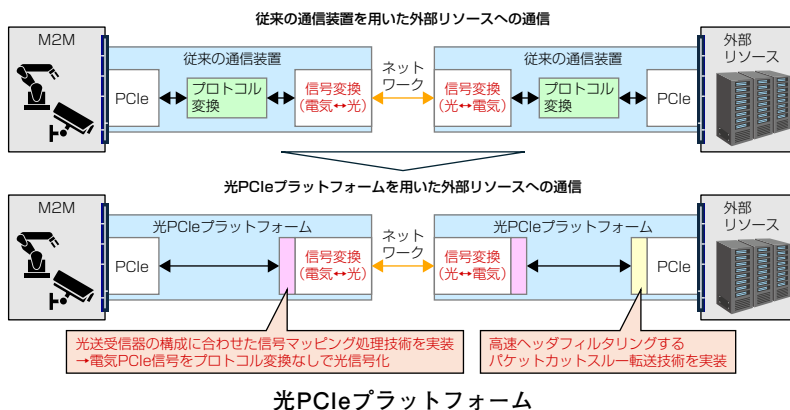 従来の通信装置を用いた外部リソースへの通信
M2M
従来の通信装置
PCIe
プロトコル
変換
信号変換
(電気↔光)
ネット
ワーク
従来の通信装置
信号変換
(光↔電気)
プロトコル
変換
PCIe
外部
リソース
光PCIeプラットフォームを用いた外部リソースへの通信
M2M
光PCIeプラットフォーム
PCIe
信号変換
(電気↔光)
ネット
ワーク
光PCIeプラットフォーム
信号変換
(光↔電気)
PCIe
外部
リソース
光送受信器の構成に合わせた信号マッピング処理技術を実装
→電気PCIe信号をプロトコル変換なしで光信号化
高速ヘッダフィルタリングする
パケットカットスルー転送技術を実装
光PCIeプラットフォーム